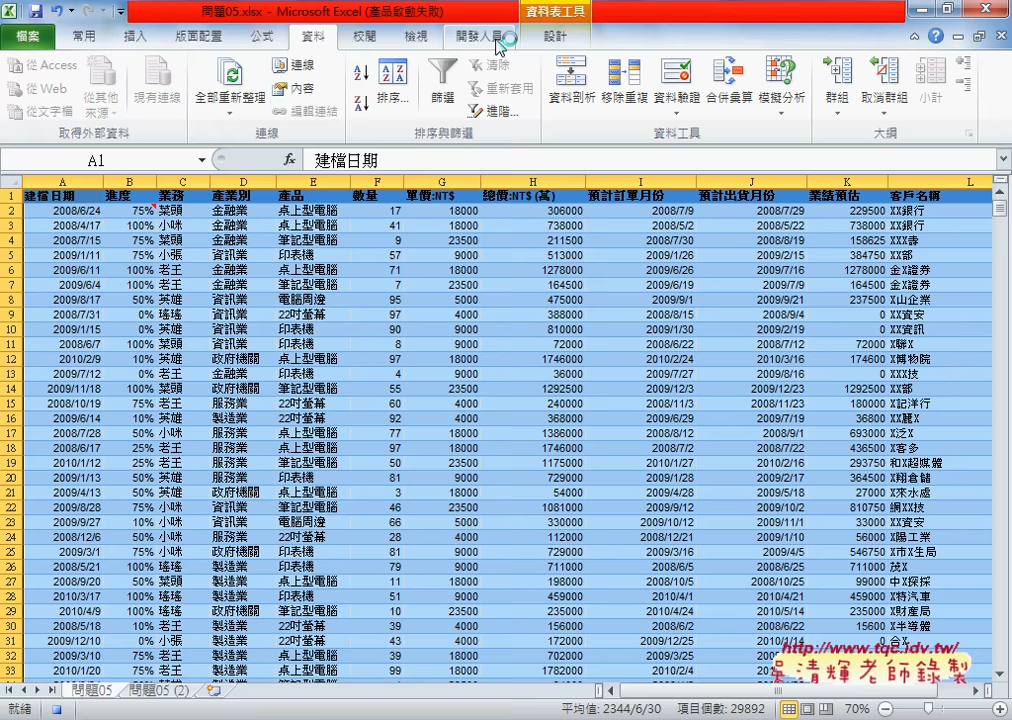 問題05.xlsx - Microsoft Excel (產品啟動失敗)
資料表工具
檔案 常用 插入 版面配置 公式 資料 校閱 檢視 開發人員 設計
從 Access
從 Web
從文字檔
從其他來源
現有連線
取得外部資料
全部重新整理
連線
內容
編輯連結
連線
排序...
篩選
清除
重新套用
進階...
排序與篩選
資料剖析 移除重複 資料驗證 合併彙算 模擬分析
資料工具
群組 取消群組 小計
大綱
A1 fx 建檔日期
A B C D E F G H I J K L
1 建檔日期 進度 業務 產業別 產品 數量 單價:NT$ 總價:NT$ (萬) 預計訂單月份 預計出貨月份 業績預估 客戶名稱
2 2008/6/24 75% 菜頭 金融業 桌上型電腦 17 18000 306000 2008/7/9 2008/7/29 229500 XX銀行
3 2008/4/17 100% 小咪 金融業 桌上型電腦 41 18000 738000 2008/5/2 2008/5/22 738000 XX銀行
4 2008/7/15 75% 菜頭 金融業 筆記型電腦 9 23500 211500 2008/7/30 2008/8/19 158625 XXX壽
5 2009/1/11 75% 小張 資訊業 印表機 57 9000 513000 2009/1/26 2009/2/15 384750 XX部
6 2009/6/11 100% 老王 金融業 桌上型電腦 71 18000 1278000 2009/6/26 2009/7/16 1278000 金X證券
7 2009/6/4 100% 老王 金融業 筆記型電腦 7 23500 164500 2009/6/19 2009/7/9 164500 金X證券
8 2009/8/17 50% 英雄 資訊業 電腦周邊 95 5000 475000 2009/9/1 2009/9/21 237500 X山企業
9 2008/7/31 0% 瑤瑤 資訊業 22吋螢幕 97 4000 388000 2008/8/15 2008/9/4 0 XX資安
10 2009/1/15 0% 英雄 資訊業 印表機 90 9000 810000 2009/1/30 2009/2/19 0 XX資訊
11 2008/6/7 100% 菜頭 資訊業 印表機 8 9000 72000 2008/6/22 2008/7/12 72000 X聯X
12 2010/2/9 10% 英雄 政府機關 桌上型電腦 97 18000 1746000 2010/2/24 2010/3/16 174600 X博物院
13 2009/7/12 0% 老王 金融業 印表機 4 9000 36000 2009/7/27 2009/8/16 0 XXX技
14 2009/11/18 100% 菜頭 政府機關 筆記型電腦 55 23500 1292500 2009/12/3 2009/12/23 1292500 XX部
15 2008/10/19 75% 老王 服務業 22吋螢幕 60 4000 240000 2008/11/3 2008/11/23 180000 X記洋行
16 2009/6/14 10% 英雄 製造業 22吋螢幕 92 4000 368000 2009/6/29 2009/7/19 36800 XX麗X
17 2008/7/28 50% 小咪 服務業 桌上型電腦 77 18000 1386000 2008/8/12 2008/9/1 693000 X泛X
18 2008/6/17 25% 老王 服務業 桌上型電腦 97 18000 1746000 2008/7/2 2008/7/22 436500 X客多
19 2010/1/12 25% 老王 服務業 筆記型電腦 50 23500 1175000 2010/1/27 2010/2/16 293750 和X超媒體
20 2009/1/13 50% 英雄 服務業 印表機 81 9000 729000 2009/1/28 2009/2/17 364500 X翔倉儲
21 2009/4/13 50% 英雄 政府機關 桌上型電腦 3 18000 54000 2009/4/28 2009/5/18 27000 X來水處
22 2009/8/28 75% 小咪 資訊業 筆記型電腦 46 23500 1081000 2009/9/12 2009/10/2 810750 網XX技
23 2009/9/27 10% 小咪 資訊業 電腦周邊 66 5000 330000 2009/10/12 2009/11/1 33000 XX資安
24 2008/12/6 50% 小咪 服務業 22吋螢幕 28 4000 112000 2008/12/21 2009/1/10 56000 X陽工業
25 2009/3/1 75% 小咪 政府機關 印表機 81 9000 729000 2009/3/16 2009/4/5 546750 X市X生局
26 2008/5/21 100% 瑤瑤 製造業 印表機 79 9000 711000 2008/6/5 2008/6/25 711000 茂X
27 2008/9/20 50% 菜頭 製造業 桌上型電腦 11 18000 198000 2008/10/5 2008/10/25 99000 中X探採
28 2010/3/17 100% 瑤瑤 製造業 印表機 51 9000 459000 2010/4/1 2010/4/21 459000 X特汽車
29 2010/4/9 100% 瑤瑤 政府機關 筆記型電腦 10 23500 235000 2010/4/24 2010/5/14 235000 X財產局
30 2008/5/18 10% 老王 製造業 22吋螢幕 39 4000 156000 2008/6/2 2008/6/22 15600 X半導體
31 2009/12/10 0% 小張 製造業 22吋螢幕 43 4000 172000 2009/12/25 2010/1/14 0 合X
32 2009/3/10 75% 老王 製造業 桌上型電腦 39 18000 702000 2009/3/25
33 2010/1/20 75% 老王 製造業 桌上型電腦 99 18000 1782000 2010/2/4
http://www.tqc.idv.tw/
吳清輝老師錄製
問題05 問題05 (2)
就緒 平均值: 2344/6/30 項目個數: 29892 70%